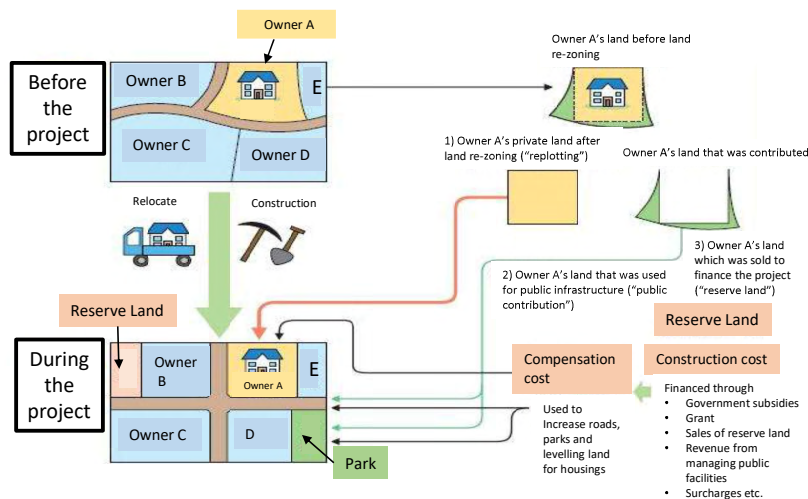 Owner A
Before
the
project
Owner B
E
Owner C
Owner D
Owner A's land before land
re-zoning
1) Owner A's private land after
land re-zoning ("replotting")
Owner A's land that was contributed
Relocate
Construction
2) Owner A's land that was used
for public infrastructure ("public
contribution")
3) Owner A's land
which was sold to
finance the project
("reserve land")
Reserve Land
Reserve Land
During
the
project
Owner
B
Owner A
E
Owner C
D
Park
Compensation
cost
Construction cost
Used to
Increase roads,
parks and
levelling land
for housings
Financed through
• Government subsidies
• Grant
• Sales of reserve land
• Revenue from
managing public
facilities
• Surcharges etc.